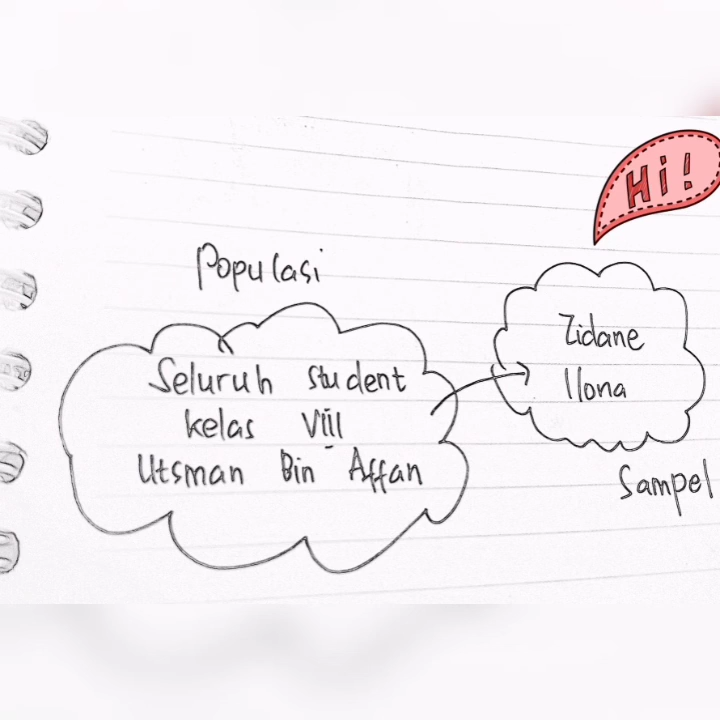 Hi!
Populasi
Seluruh student
kelas VIII
Utsman Bin Affan
Zidane
Ilona
Sampel